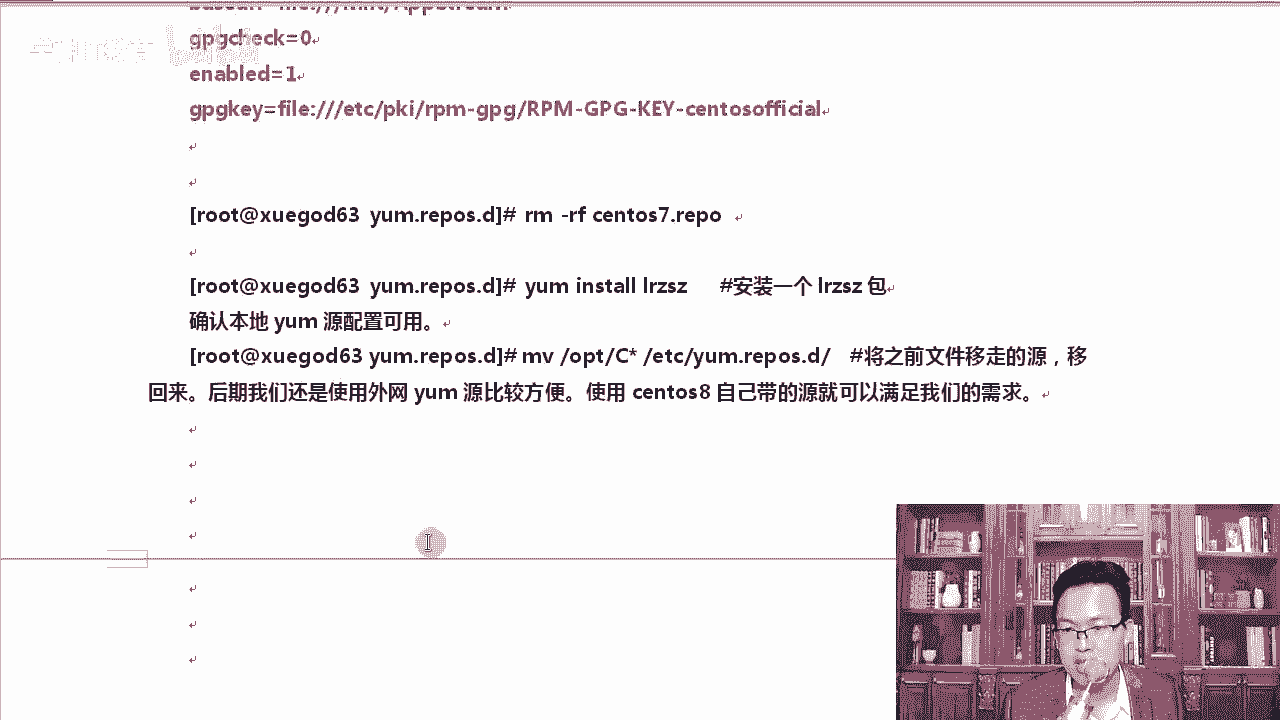 baseurl=file:///mnt/AppStream
gpgcheck=0
enabled=1
gpgkey=file:///etc/pki/rpm-gpg/RPM-GPG-KEY-centosofficial
[root@xuegod63 yum.repos.d]# rm -rf centos7.repo
[root@xuegod63 yum.repos.d]# yum install lrzsz #安装一个 lrzsz 包
确认本地 yum 源配置可用。
[root@xuegod63 yum.repos.d]# mv /opt/C* /etc/yum.repos.d/ #将之前文件移走的源，移
回来。后期我们还是使用外网 yum 源比较方便。使用 centos8 自己带的源就可以满足我们的需求。